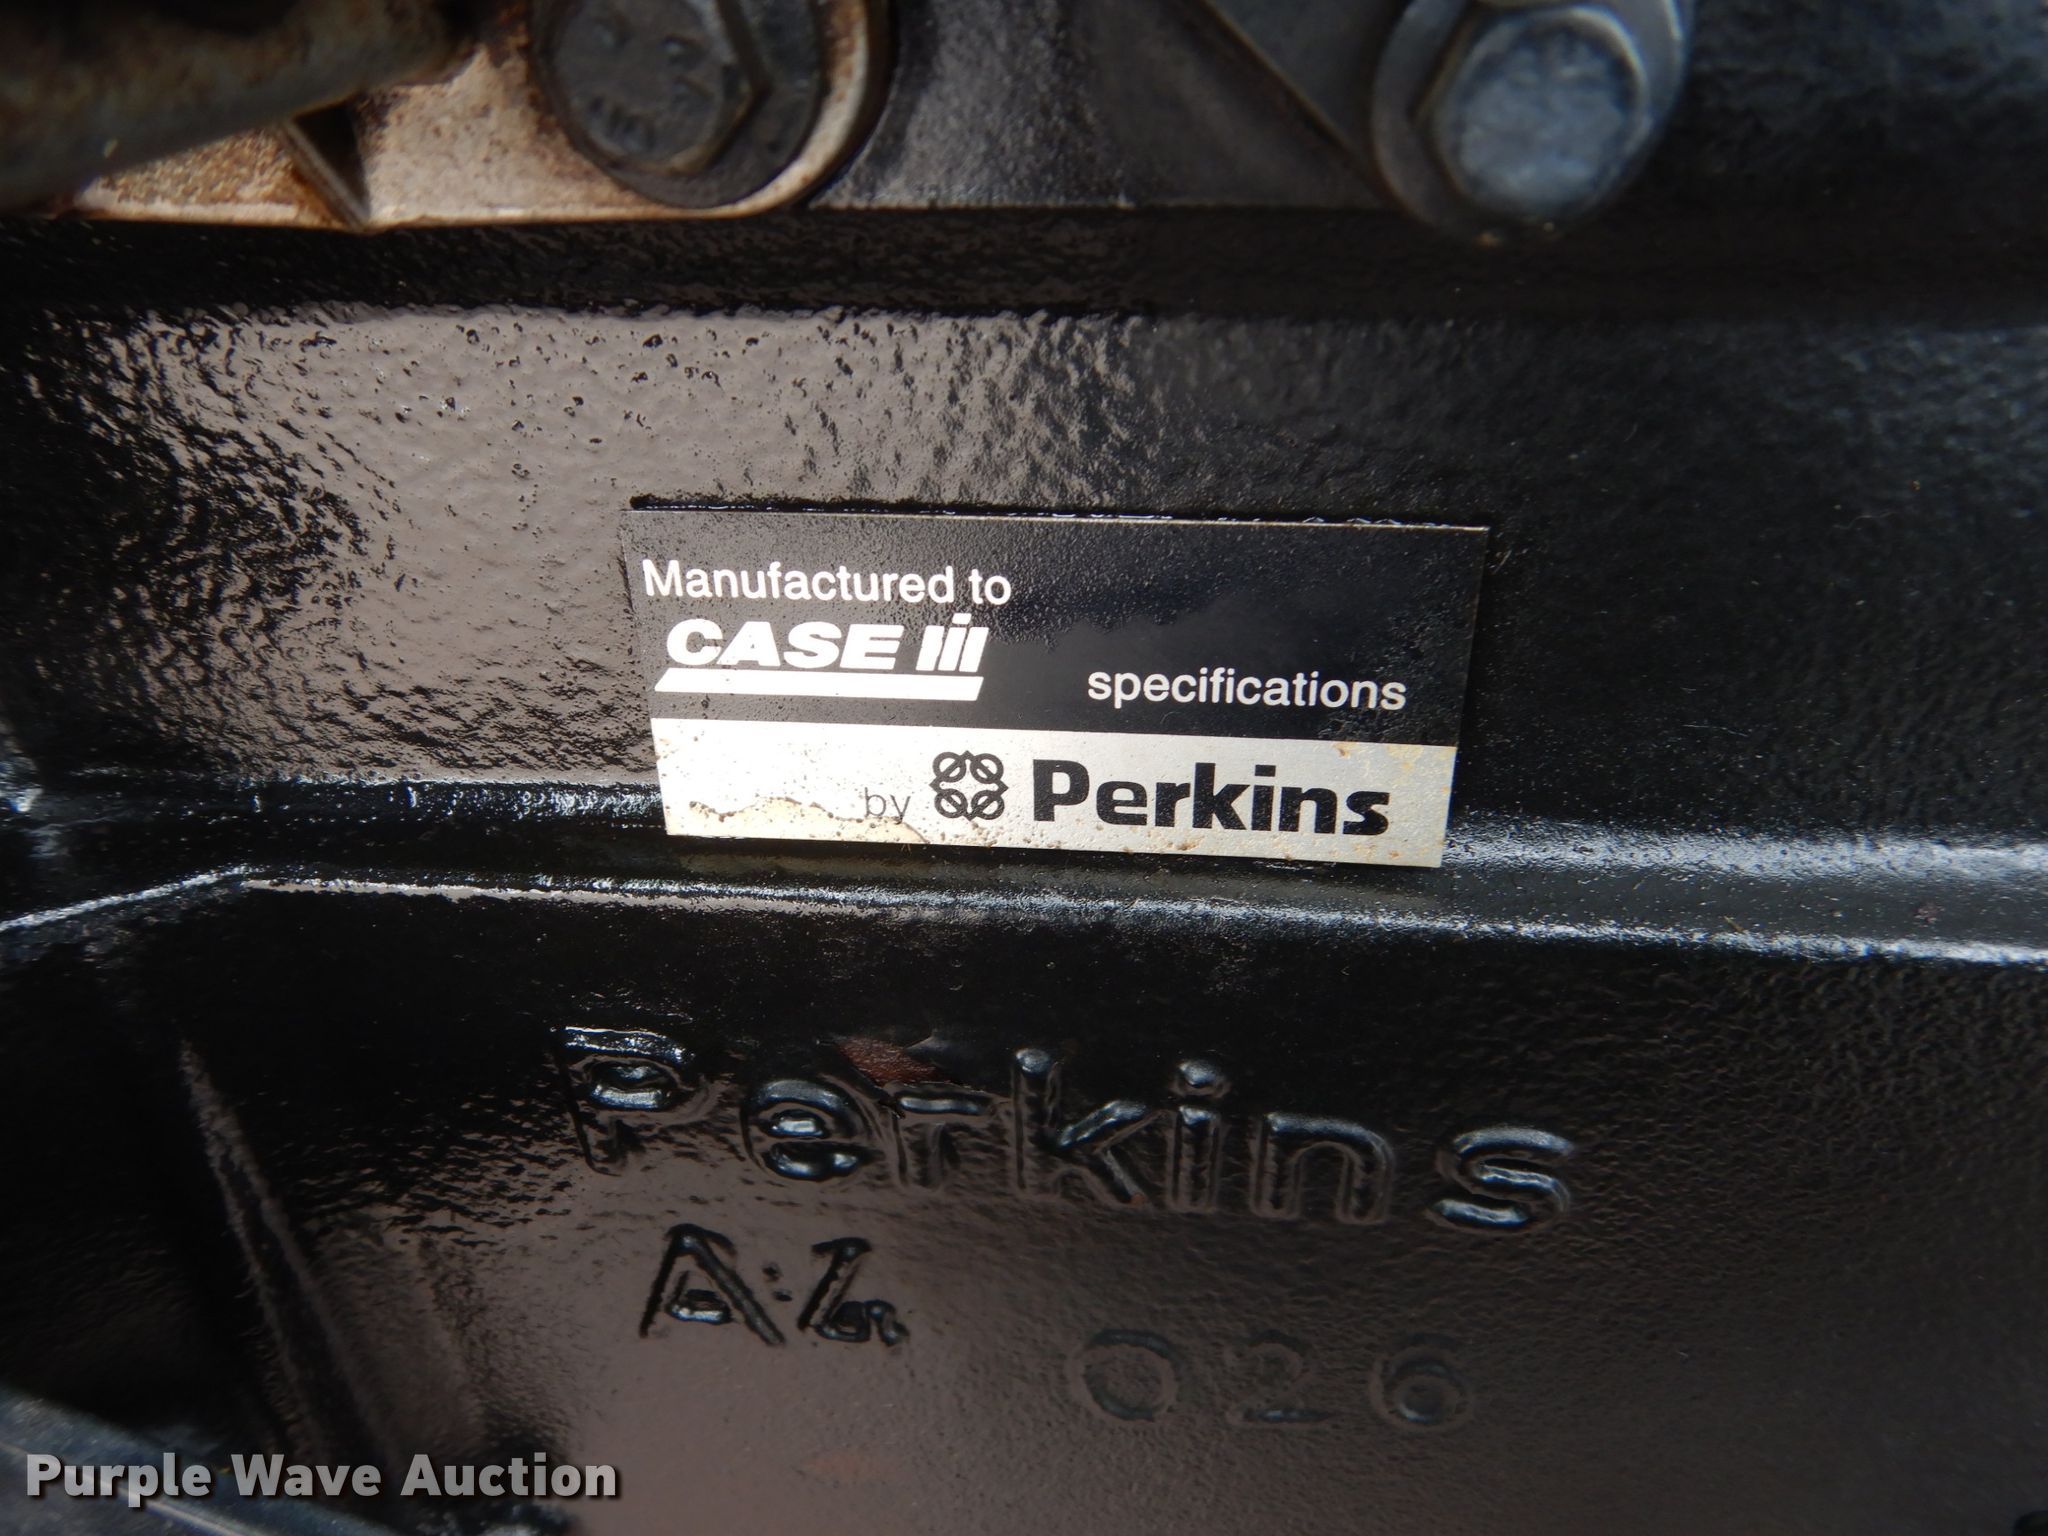 Manufactured to
CASE IH
specifications
by Perkins
Perkins
026
Purple Wave Auction